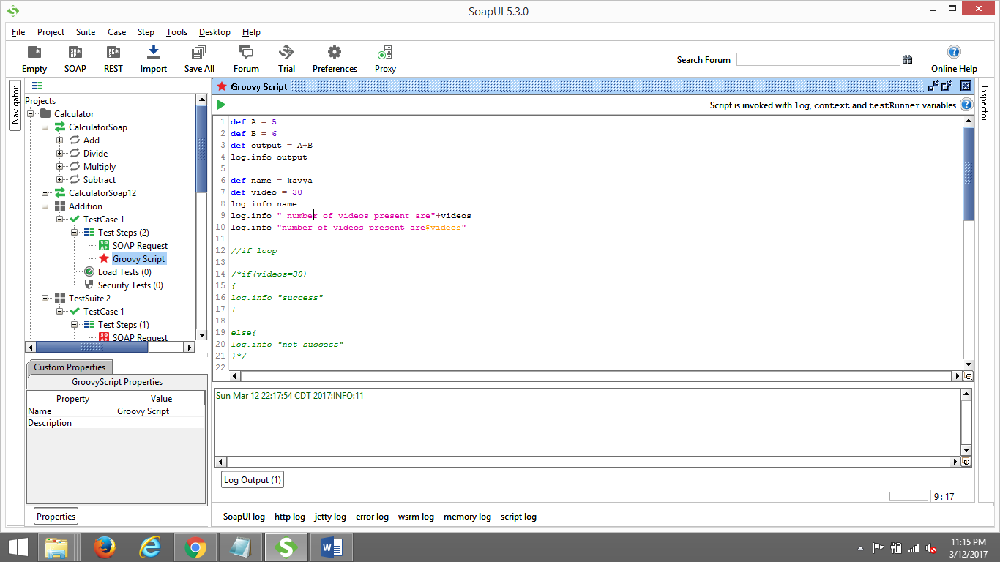 SoapUI 5.3.0
File Project Suite Case Step Tools Desktop Help
Empty SOAP REST Import Save All Forum Trial Preferences Proxy Search Forum Online Help
Navigator
Projects
Calculator
CalculatorSoap
Add
Divide
Multiply
Subtract
CalculatorSoap12
Addition
TestCase 1
Test Steps (2)
SOAP Request
Groovy Script
Load Tests (0)
Security Tests (0)
TestSuite 2
TestCase 1
Test Steps (1)
SOAP Request
Custom Properties
GroovyScript Properties
Property Value
Name Groovy Script
Description
Properties
Groovy Script
Script is invoked with log, context and testRunner variables
1 def A = 5
2 def B = 6
3 def output = A+B
4 log.info output
5
6 def name = kavya
7 def video = 30
8 log.info name
9 log.info " number of videos present are"+videos
10 log.info "number of videos present are$videos"
11
12 //if loop
13
14 /*if(videos=30)
15 {
16 log.info "success"
17 }
18
19 else{
20 log.info "not success"
21 }*/
22
Sun Mar 12 22:17:54 CDT 2017:INFO:11
Log Output (1)
9 : 17
SoapUI log http log jetty log error log wsrm log memory log script log
Inspector
11:15 PM
3/12/2017